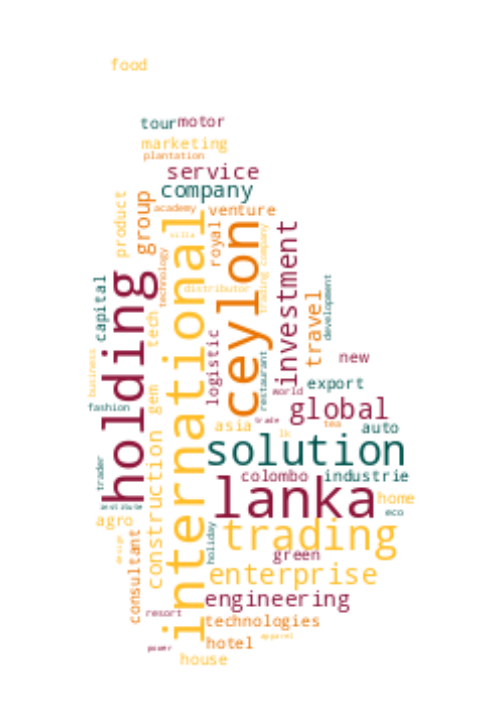 food
tour
motor
marketing
plantation
service
company
academy
venture
product
group
royal
villa
international
ceylon
trading company
investment
technology
distributor
holding
capital
tech
logistic
travel
development
restaurant
new
business
world
export
fashion
gem
global
trade
tea
auto
asia
lk
construction
solution
trader
colombo
industrie
lanka
home
institute
eco
agro
trading
holiday
design
consultant
green
enterprise
engineering
resort
technologies
power
hotel
apparel
house